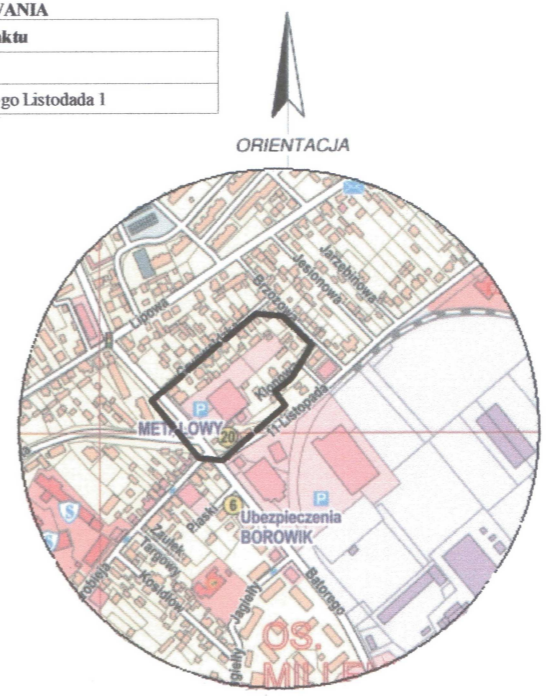 WANIA
aktu
go Listodada 1
ORIENTACJA
Jarzębinowa
Jesionowa
Brzozowa
Lipowa
Klonowa
P
METALOWY
20
11-Listopada
P
6
Ubezpieczenia
BOROWIK
Piaski
Zaułek
Targowy
Kosidłow
Jagiełły
Batorego
OS.